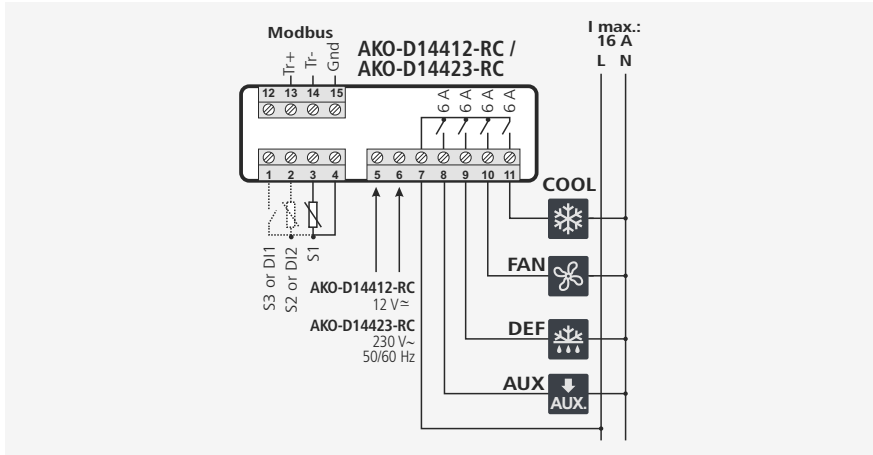 Modbus
Tr+
Tr-
Gnd
AKO-D14412-RC /
AKO-D14423-RC
I max.:
16 A
L N
12 13 14 15
6 A 6 A 6 A 6 A
1 2 3 4 5 6 7 8 9 10 11
S3 or DI1
S2 or DI2
S1
COOL
FAN
AKO-D14412-RC
12 V≂
AKO-D14423-RC
230 V~
50/60 Hz
DEF
AUX
AUX.